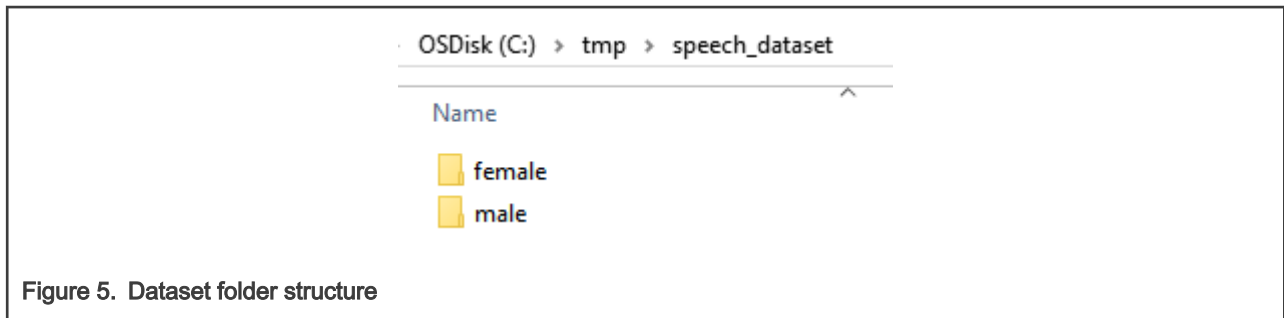 OSDisk (C:) > tmp > speech_dataset
Name
female
male
Figure 5. Dataset folder structure